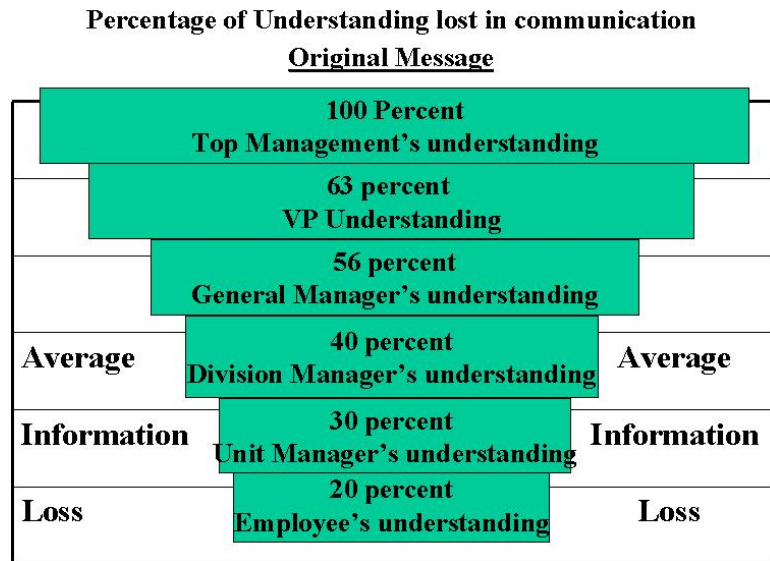 Percentage of Understanding lost in communication
Original Message
100 Percent
Top Management's understanding
63 percent
VP Understanding
56 percent
General Manager's understanding
40 percent
Average
Division Manager's understanding
Average
30 percent
Information
Unit Manager's understanding
Information
20 percent
Loss
Employee's understanding
Loss